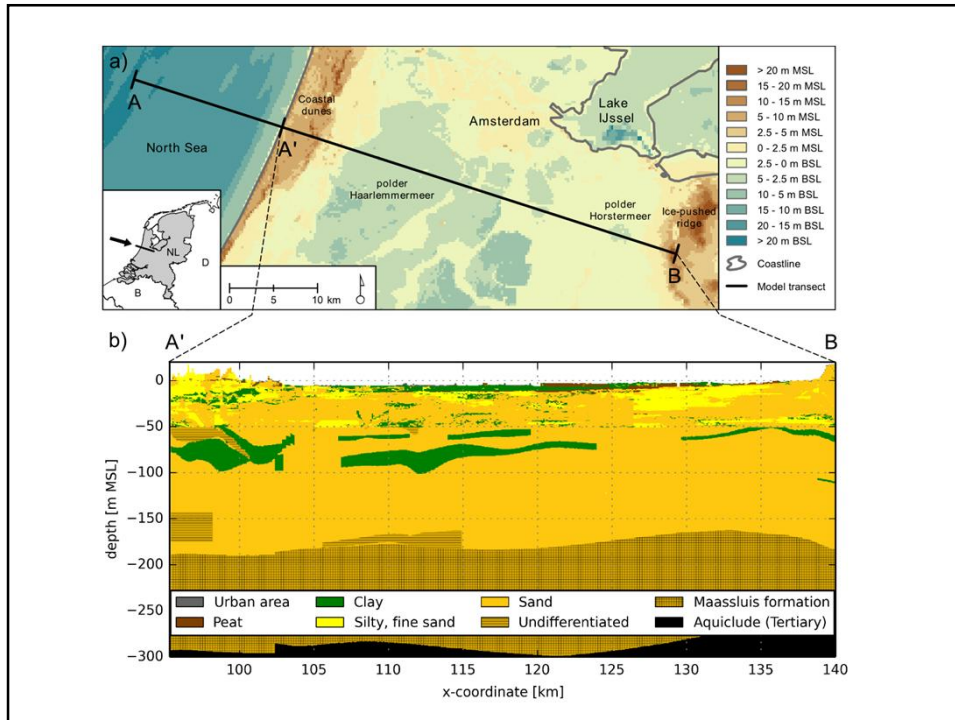 a)
A
North Sea
A'
Coastal
dunes
Amsterdam
Lake
IJssel
polder
Haarlemmermeer
polder
Horstermeer
Ice-pushed
ridge
B
NL
D
B
0 5 10
km
> 20 m MSL
15 - 20 m MSL
10 - 15 m MSL
5 - 10 m MSL
2.5 - 5 m MSL
0 - 2.5 m MSL
2.5 - 0 m BSL
5 - 2.5 m BSL
10 - 5 m BSL
15 - 10 m BSL
20 - 15 m BSL
> 20 m BSL
Coastline
Model transect
b)
A'
B
depth [m MSL]
0
−50
−100
−150
−200
−250
−300
Urban area
Clay
Sand
Maassluis formation
Peat
Silty, fine sand
Undifferentiated
Aquiclude (Tertiary)
100 105 110 115 120 125 130 135 140
x-coordinate [km]